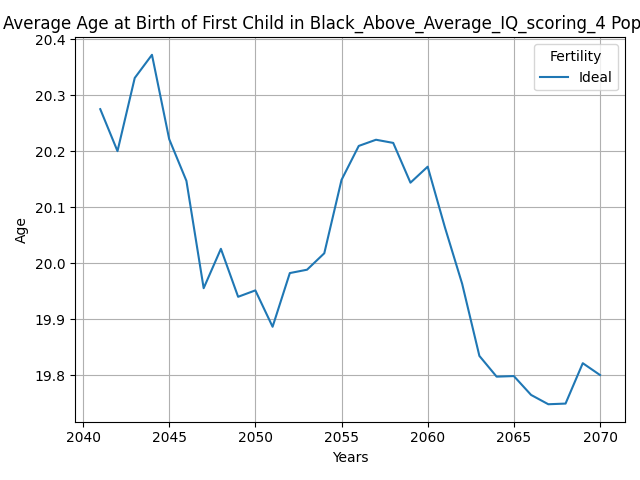 Average Age at Birth of First Child in Black_Above_Average_IQ_scoring_4 Pop
20.4
20.3
20.2
20.1
20.0
19.9
19.8
Age
Fertility
Ideal
2040 2045 2050 2055 2060 2065 2070
Years